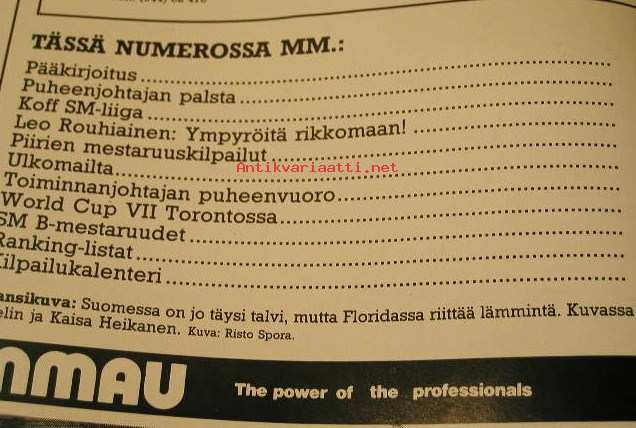 TÄSSÄ NUMEROSSA MM.:
Pääkirjoitus
Puheenjohtajan palsta
Koff SM-liiga
Leo Rouhiainen: Ympyröitä rikkomaan!
Piirien mestaruuskilpailut
Antikvariaatti.net
Ulkomailta
Toiminnanjohtajan puheenvuoro
World Cup VII Torontossa
SM B-mestaruudet
Ranking-listat
Kilpailukalenteri
ansikuva: Suomessa on jo täysi talvi, mutta Floridassa riittää lämmintä. Kuvassa
elin ja Kaisa Heikanen. Kuva: Risto Spora.
The power of the professionals